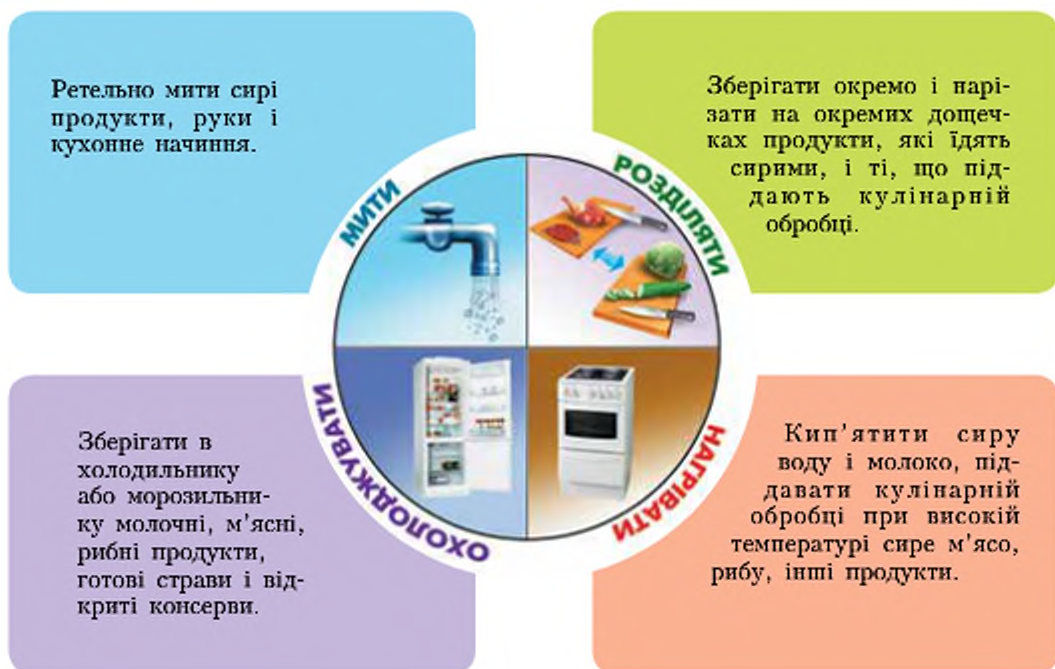 Ретельно мити сирі
продукти, руки і
кухонне начиння.
Зберігати окремо і нарі-
зати на окремих дощеч-
ках продукти, які їдять
сирими, і ті, що під-
дають кулінарній
обробці.
МИТИ
РОЗДІЛЯТИ
ОХОЛОДЖУВАТИ
НАГРІВАТИ
Зберігати в
холодильнику
або морозильни-
ку молочні, м’ясні,
рибні продукти,
готові страви і від-
криті консерви.
Кип’ятити сиру
воду і молоко, під-
давати кулінарній
обробці при високій
температурі сире м’ясо,
рибу, інші продукти.